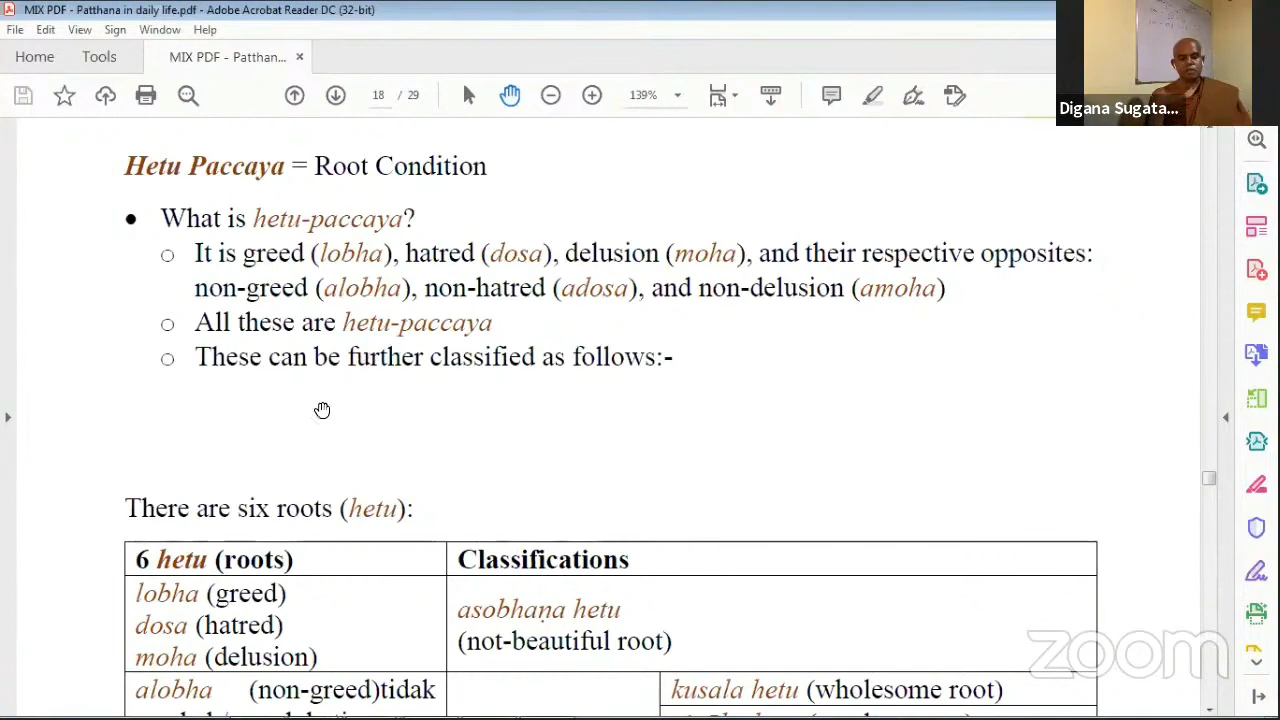 MIX PDF - Patthana in daily life.pdf - Adobe Acrobat Reader DC (32-bit)
File Edit View Sign Window Help
Home Tools MIX PDF - Patthan... ×
18 / 29 139%
Digana Sugata...
Hetu Paccaya = Root Condition
• What is hetu-paccaya?
○ It is greed (lobha), hatred (dosa), delusion (moha), and their respective opposites:
non-greed (alobha), non-hatred (adosa), and non-delusion (amoha)
○ All these are hetu-paccaya
○ These can be further classified as follows:-
There are six roots (hetu):
6 hetu (roots) Classifications
lobha (greed)
dosa (hatred)
moha (delusion)
asobhaṇa hetu
(not-beautiful root)
alobha (non-greed)tidak
kusala hetu (wholesome root)
zoom